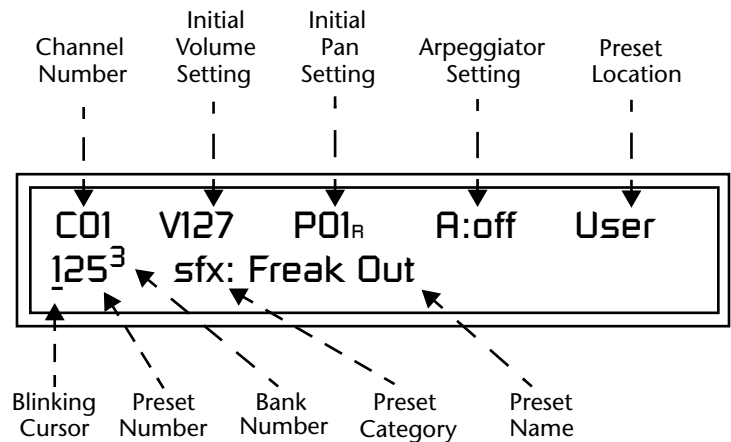 Channel Number
Initial Volume Setting
Initial Pan Setting
Arpeggiator Setting
Preset Location
C01 V127 P01R A:off User
125³ sfx: Freak Out
Blinking Cursor
Preset Number
Bank Number
Preset Category
Preset Name